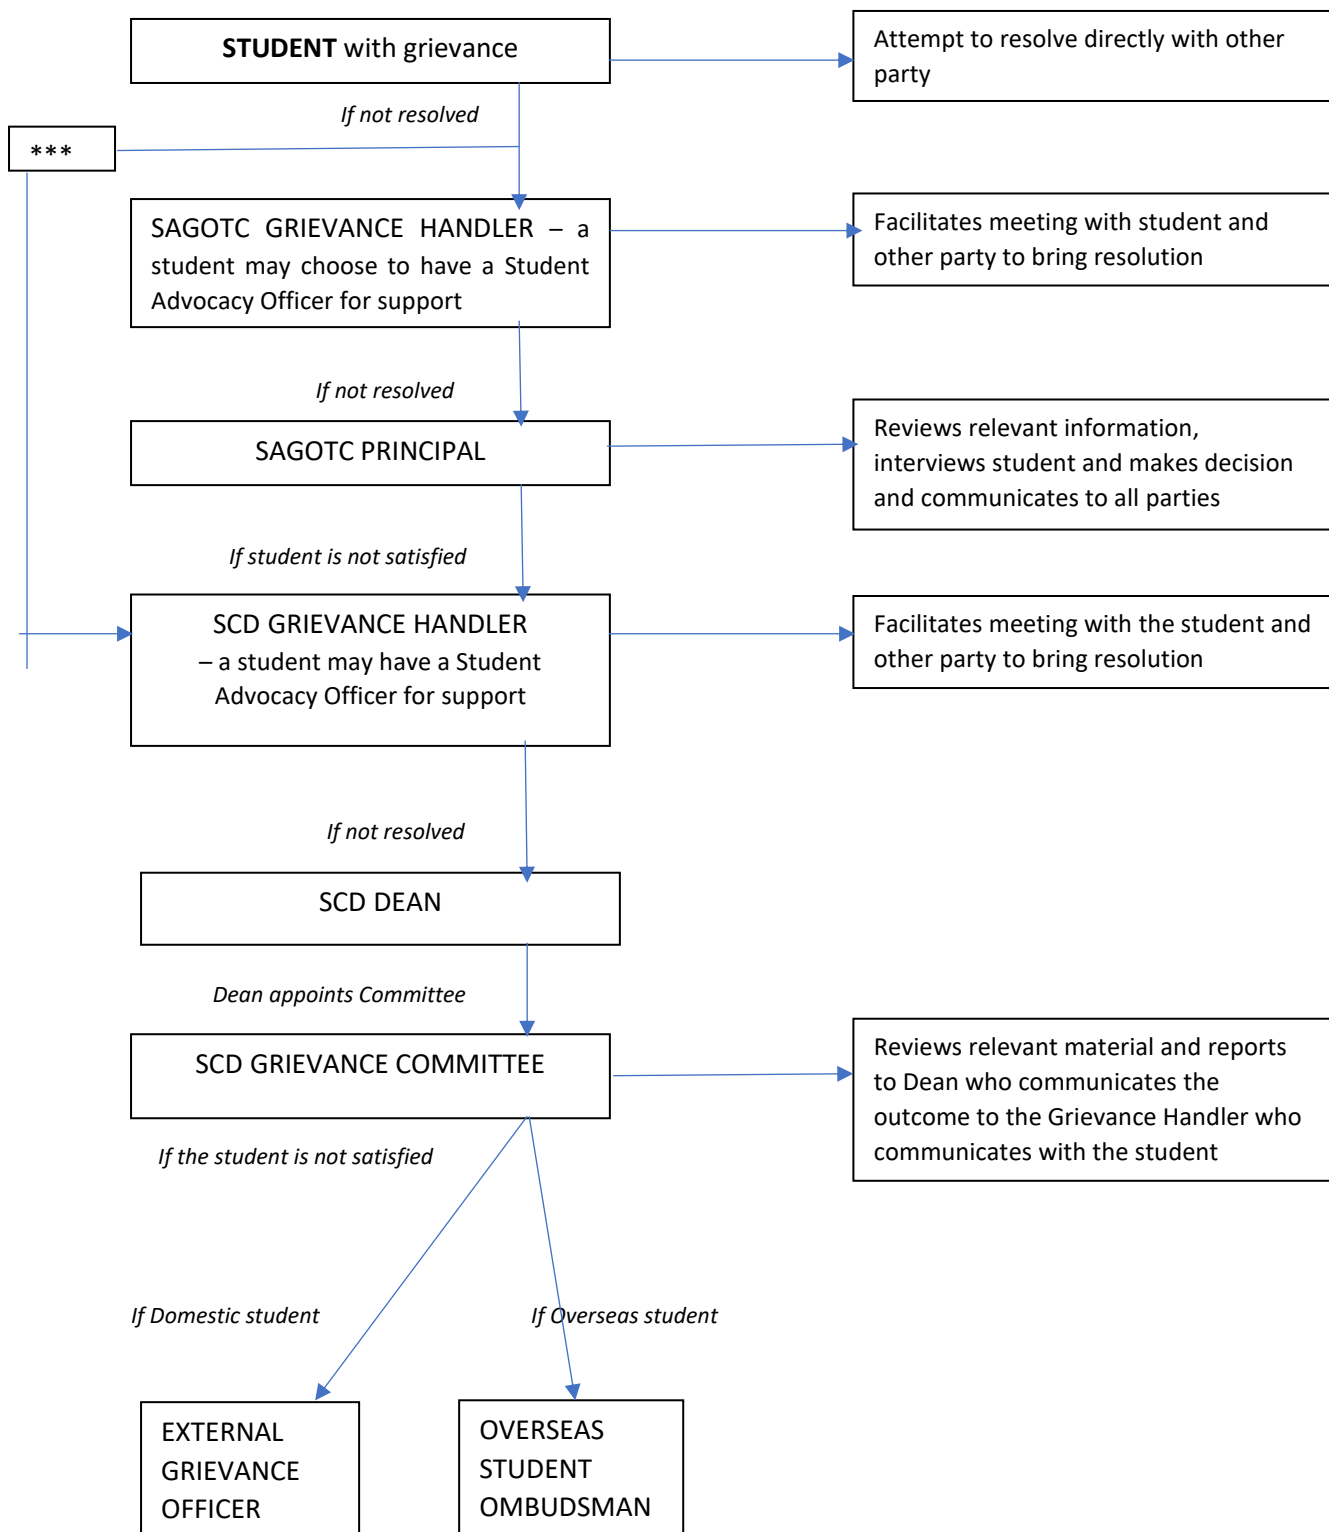 STUDENT with grievance
Attempt to resolve directly with other
party
If not resolved
***
SAGOTC GRIEVANCE HANDLER – a
student may choose to have a Student
Advocacy Officer for support
Facilitates meeting with student and
other party to bring resolution
If not resolved
SAGOTC PRINCIPAL
Reviews relevant information,
interviews student and makes decision
and communicates to all parties
If student is not satisfied
SCD GRIEVANCE HANDLER
– a student may have a Student
Advocacy Officer for support
Facilitates meeting with the student and
other party to bring resolution
If not resolved
SCD DEAN
Dean appoints Committee
SCD GRIEVANCE COMMITTEE
Reviews relevant material and reports
to Dean who communicates the
outcome to the Grievance Handler who
communicates with the student
If the student is not satisfied
If Domestic student
If Overseas student
EXTERNAL
GRIEVANCE
OFFICER
OVERSEAS
STUDENT
OMBUDSMAN